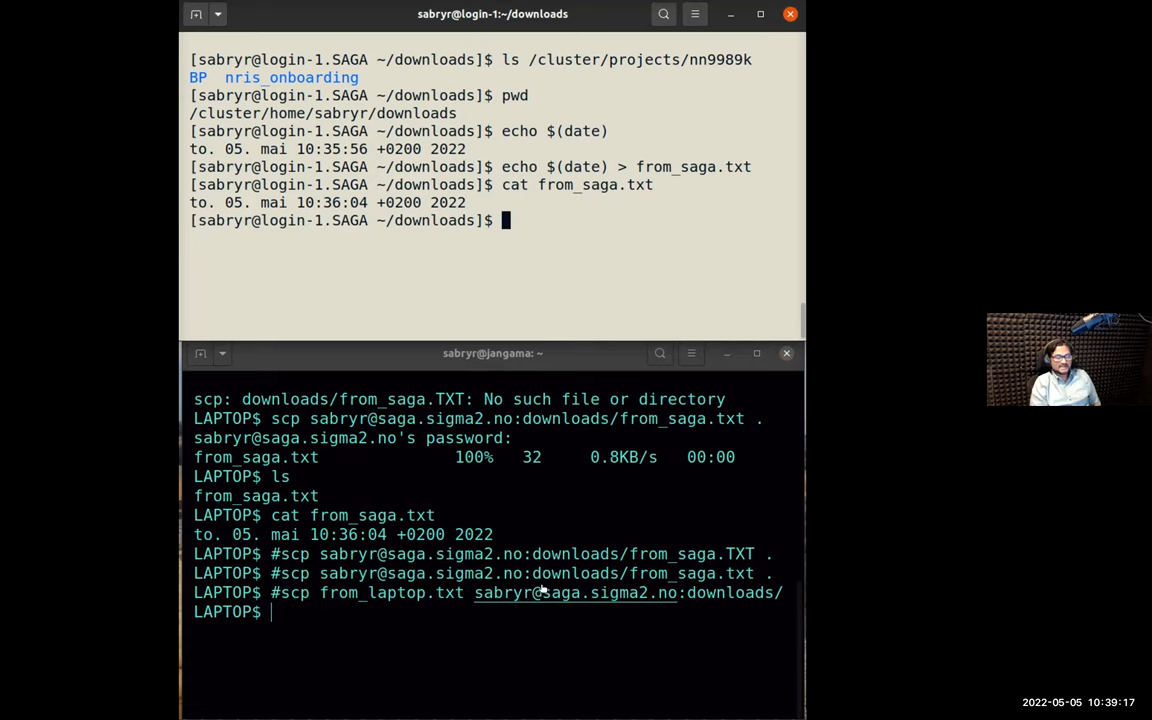 sabryr@login-1:~/downloads
[sabryr@login-1.SAGA ~/downloads]$ ls /cluster/projects/nn9989k
BP  nris_onboarding
[sabryr@login-1.SAGA ~/downloads]$ pwd
/cluster/home/sabryr/downloads
[sabryr@login-1.SAGA ~/downloads]$ echo $(date)
to. 05. mai 10:35:56 +0200 2022
[sabryr@login-1.SAGA ~/downloads]$ echo $(date) > from_saga.txt
[sabryr@login-1.SAGA ~/downloads]$ cat from_saga.txt
to. 05. mai 10:36:04 +0200 2022
[sabryr@login-1.SAGA ~/downloads]$
sabryr@jangama: ~
scp: downloads/from_saga.TXT: No such file or directory
LAPTOP$ scp sabryr@saga.sigma2.no:downloads/from_saga.txt .
sabryr@saga.sigma2.no's password:
from_saga.txt 100% 32 0.8KB/s 00:00
LAPTOP$ ls
from_saga.txt
LAPTOP$ cat from_saga.txt
to. 05. mai 10:36:04 +0200 2022
LAPTOP$ #scp sabryr@saga.sigma2.no:downloads/from_saga.TXT .
LAPTOP$ #scp sabryr@saga.sigma2.no:downloads/from_saga.txt .
LAPTOP$ #scp from_laptop.txt sabryr@saga.sigma2.no:downloads/
LAPTOP$
2022-05-05 10:39:17